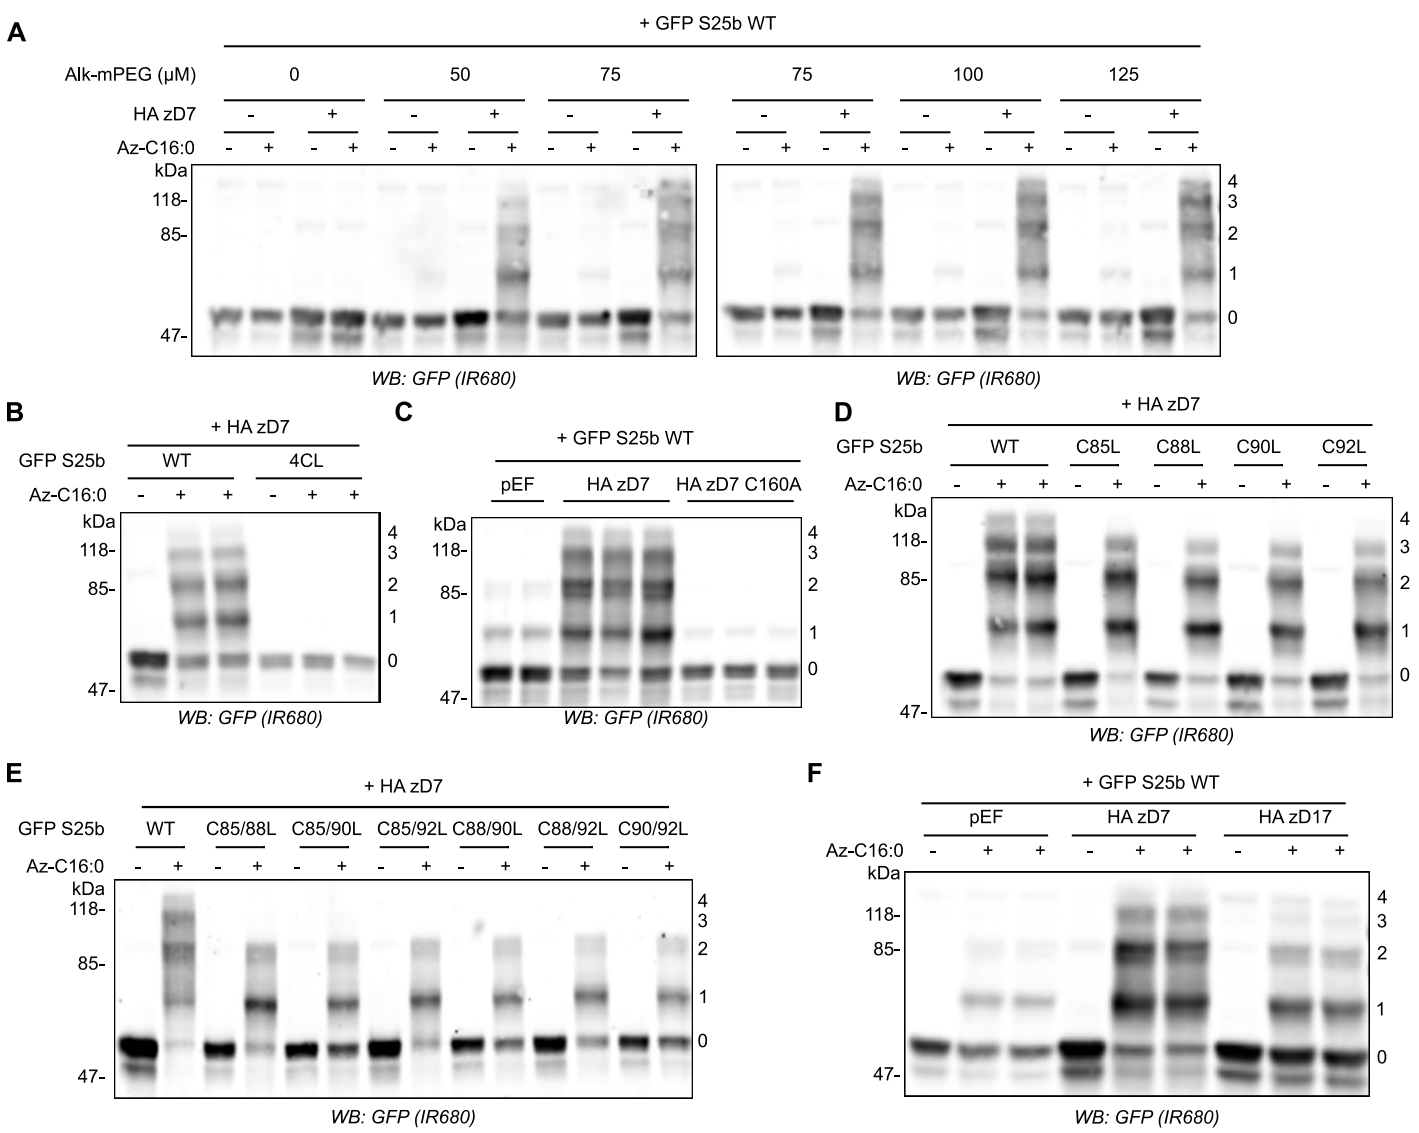 A
+ GFP S25b WT
Alk-mPEG (µM) 0 50 75 75 100 125
HA zD7 - + - + - + - + - + - +
Az-C16:0 - + - + - + - + - + - + - + - + - + - + - + - +
kDa
118-
85-
47-
4
3
2
1
0
WB: GFP (IR680) WB: GFP (IR680)
B
+ HA zD7
GFP S25b WT 4CL
Az-C16:0 - + + - + +
kDa
118-
85-
47-
4
3
2
1
0
WB: GFP (IR680)
C
+ GFP S25b WT
pEF HA zD7 HA zD7 C160A
kDa
118-
85-
47-
4
3
2
1
0
WB: GFP (IR680)
D
+ HA zD7
GFP S25b WT C85L C88L C90L C92L
Az-C16:0 - + + - + - + - + - +
kDa
118-
85-
47-
4
3
2
1
0
WB: GFP (IR680)
E
+ HA zD7
GFP S25b WT C85/88L C85/90L C85/92L C88/90L C88/92L C90/92L
Az-C16:0 - + - + - + - + - + - + - +
kDa
118-
85-
47-
4
3
2
1
0
WB: GFP (IR680)
F
+ GFP S25b WT
pEF HA zD7 HA zD17
Az-C16:0 - + + - + + - + +
kDa
118-
85-
47-
4
3
2
1
0
WB: GFP (IR680)